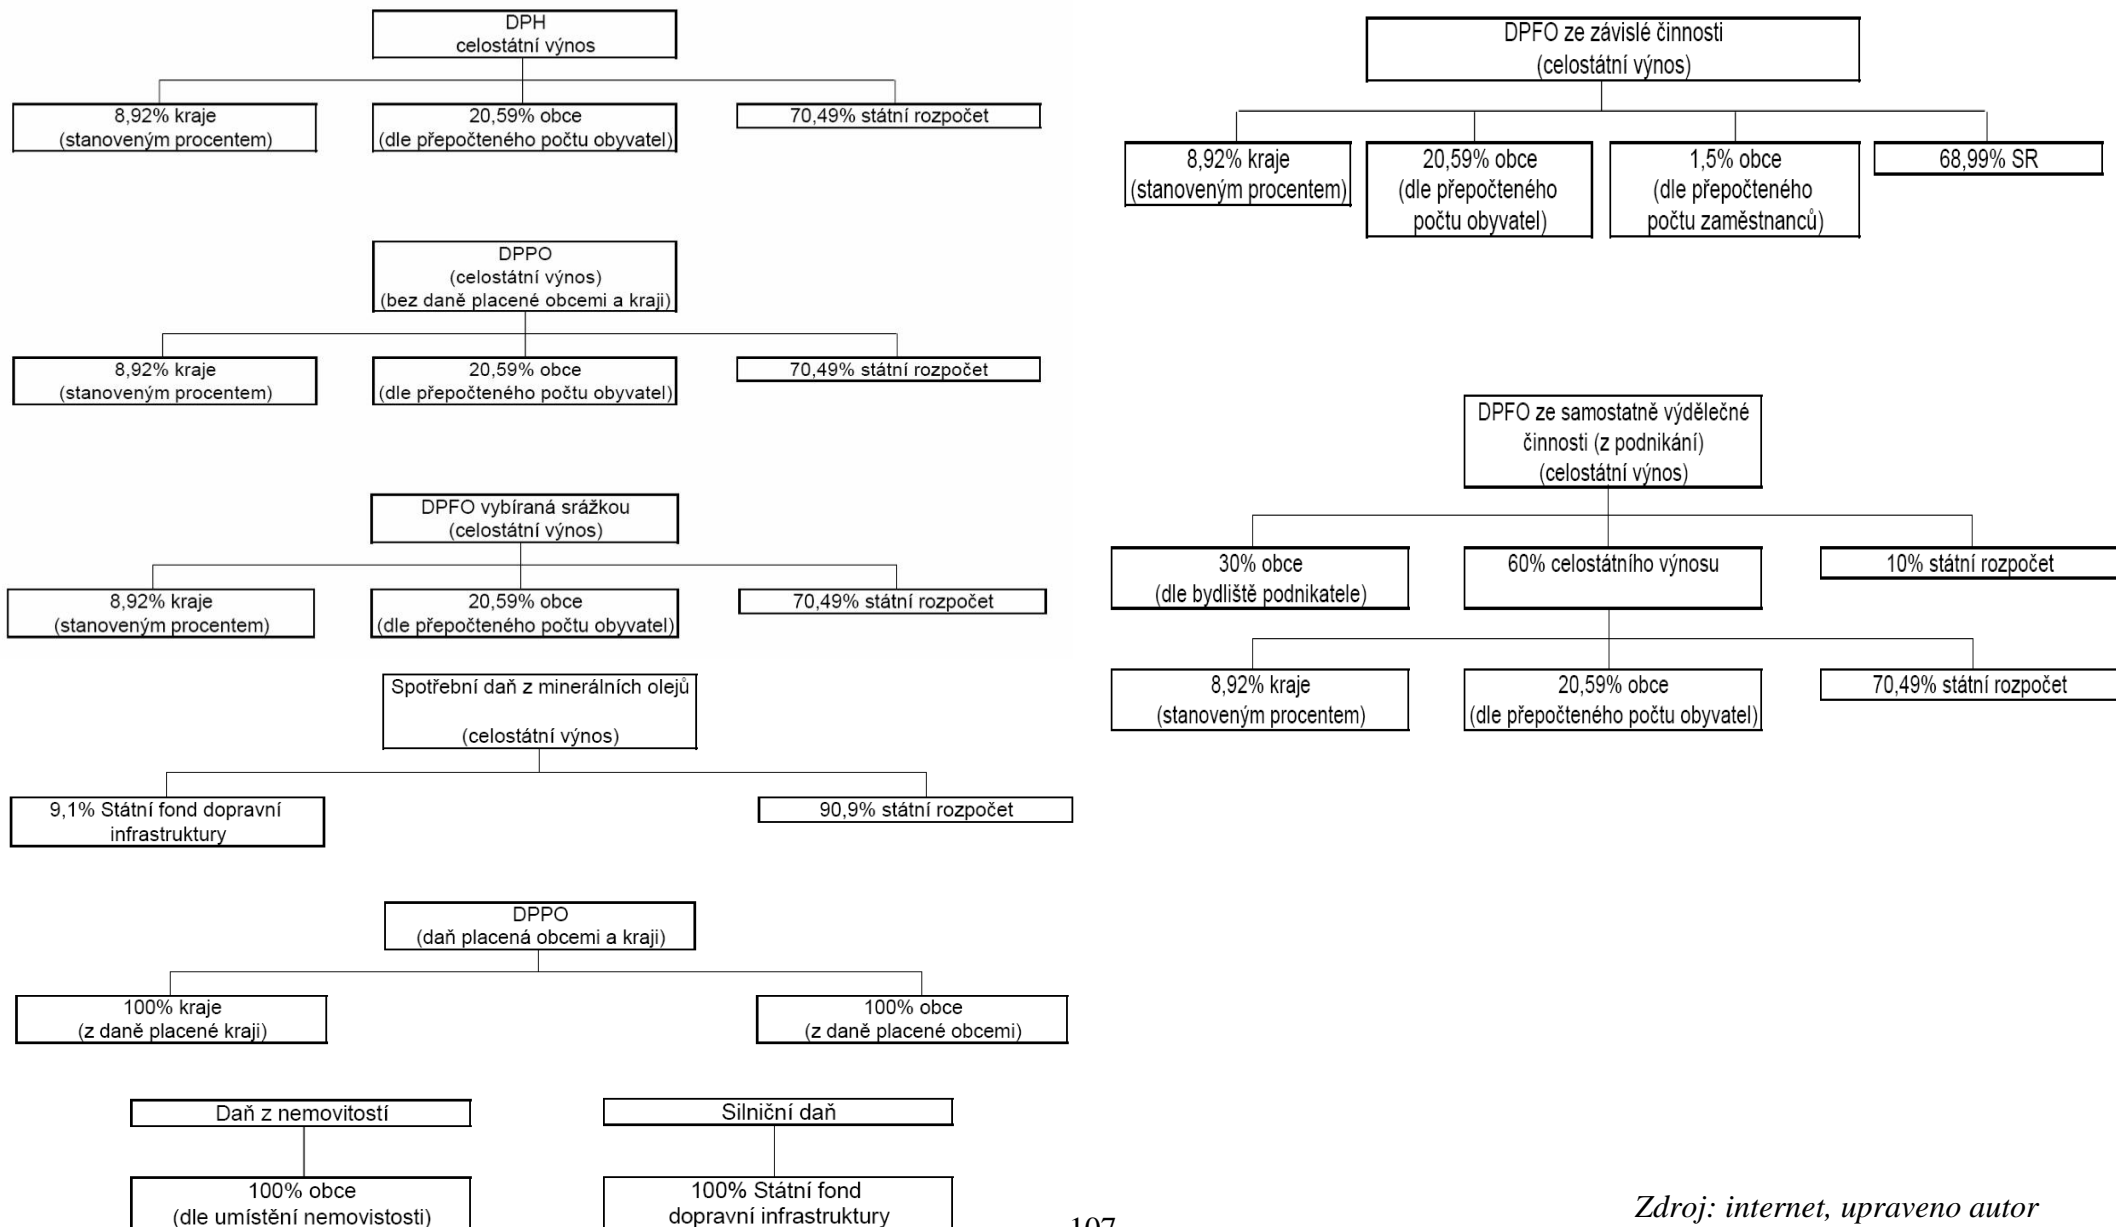 DPH
celostátní výnos
8,92% kraje
(stanoveným procentem)
20,59% obce
(dle přepočteného počtu obyvatel)
70,49% státní rozpočet
DPPO
(celostátní výnos)
(bez daně placené obcemi a kraji)
8,92% kraje
(stanoveným procentem)
20,59% obce
(dle přepočteného počtu obyvatel)
70,49% státní rozpočet
DPFO vybíraná srážkou
(celostátní výnos)
8,92% kraje
(stanoveným procentem)
20,59% obce
(dle přepočteného počtu obyvatel)
70,49% státní rozpočet
Spotřební daň z minerálních olejů
(celostátní výnos)
9,1% Státní fond dopravní
infrastruktury
90,9% státní rozpočet
DPPO
(daň placená obcemi a kraji)
100% kraje
(z daně placené kraji)
100% obce
(z daně placené obcemi)
Daň z nemovitostí
100% obce
(dle umístění nemovistosti)
Silniční daň
100% Státní fond
dopravní infrastruktury
DPFO ze závislé činnosti
(celostátní výnos)
8,92% kraje
(stanoveným procentem)
20,59% obce
(dle přepočteného
počtu obyvatel)
1,5% obce
(dle přepočteného
počtu zaměstnanců)
68,99% SR
DPFO ze samostatně výdělečné
činnosti (z podnikání)
(celostátní výnos)
30% obce
(dle bydliště podnikatele)
60% celostátního výnosu
10% státní rozpočet
8,92% kraje
(stanoveným procentem)
20,59% obce
(dle přepočteného počtu obyvatel)
70,49% státní rozpočet
Zdroj: internet, upraveno autor
107